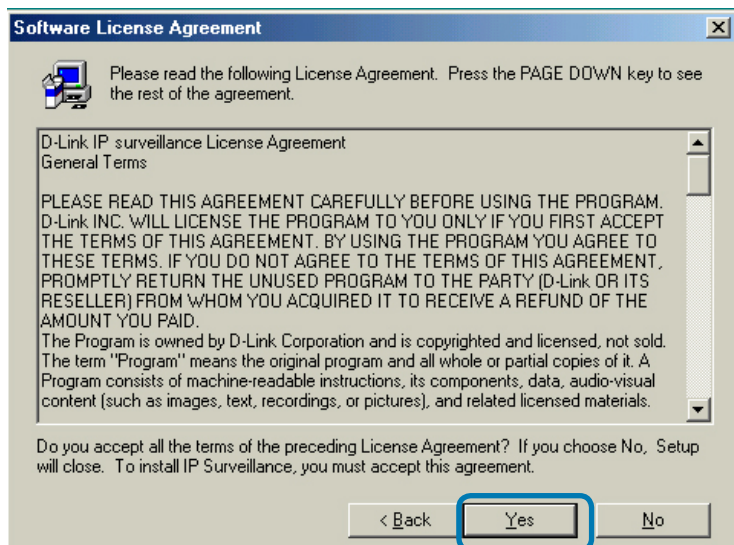 Software License Agreement
Please read the following License Agreement. Press the PAGE DOWN key to see
the rest of the agreement.
D-Link IP surveillance License Agreement
General Terms
PLEASE READ THIS AGREEMENT CAREFULLY BEFORE USING THE PROGRAM.
D-Link INC. WILL LICENSE THE PROGRAM TO YOU ONLY IF YOU FIRST ACCEPT
THE TERMS OF THIS AGREEMENT. BY USING THE PROGRAM YOU AGREE TO
THESE TERMS. IF YOU DO NOT AGREE TO THE TERMS OF THIS AGREEMENT,
PROMPTLY RETURN THE UNUSED PROGRAM TO THE PARTY (D-Link OR ITS
RESELLER) FROM WHOM YOU ACQUIRED IT TO RECEIVE A REFUND OF THE
AMOUNT YOU PAID.
The Program is owned by D-Link Corporation and is copyrighted and licensed, not sold.
The term "Program" means the original program and all whole or partial copies of it. A
Program consists of machine-readable instructions, its components, data, audio-visual
content (such as images, text, recordings, or pictures), and related licensed materials.
Do you accept all the terms of the preceding License Agreement? If you choose No, Setup
will close. To install IP Surveillance, you must accept this agreement.
< Back
Yes
No